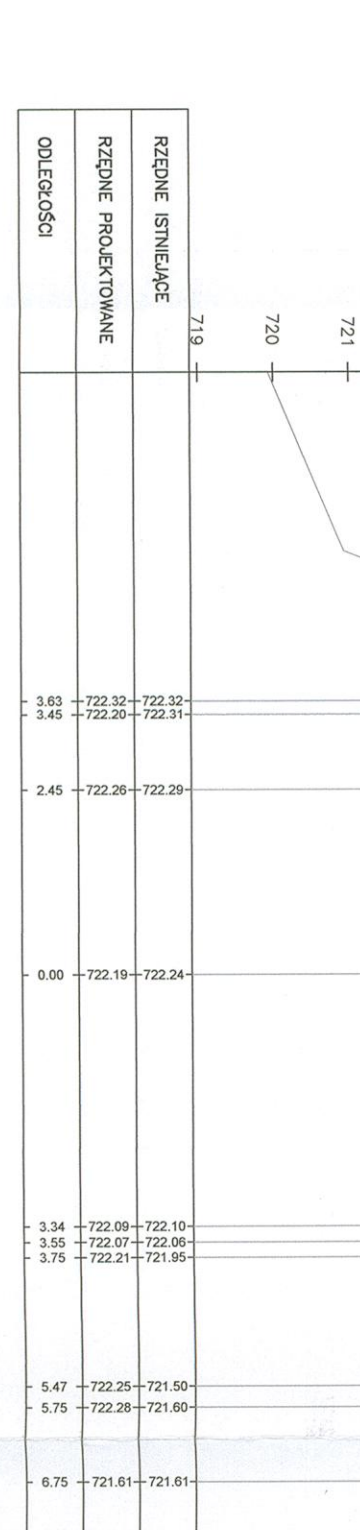 ODLEGŁOŚCI RZĘDNE PROJEKTOWANE RZĘDNE ISTNIEJĄCE
719 720 721
3.63 722.32 722.32
3.45 722.20 722.31
2.45 722.26 722.29
0.00 722.19 722.24
3.34 722.09 722.10
3.55 722.07 722.06
3.75 722.21 721.95
5.47 722.25 721.50
5.75 722.28 721.60
6.75 721.61 721.61